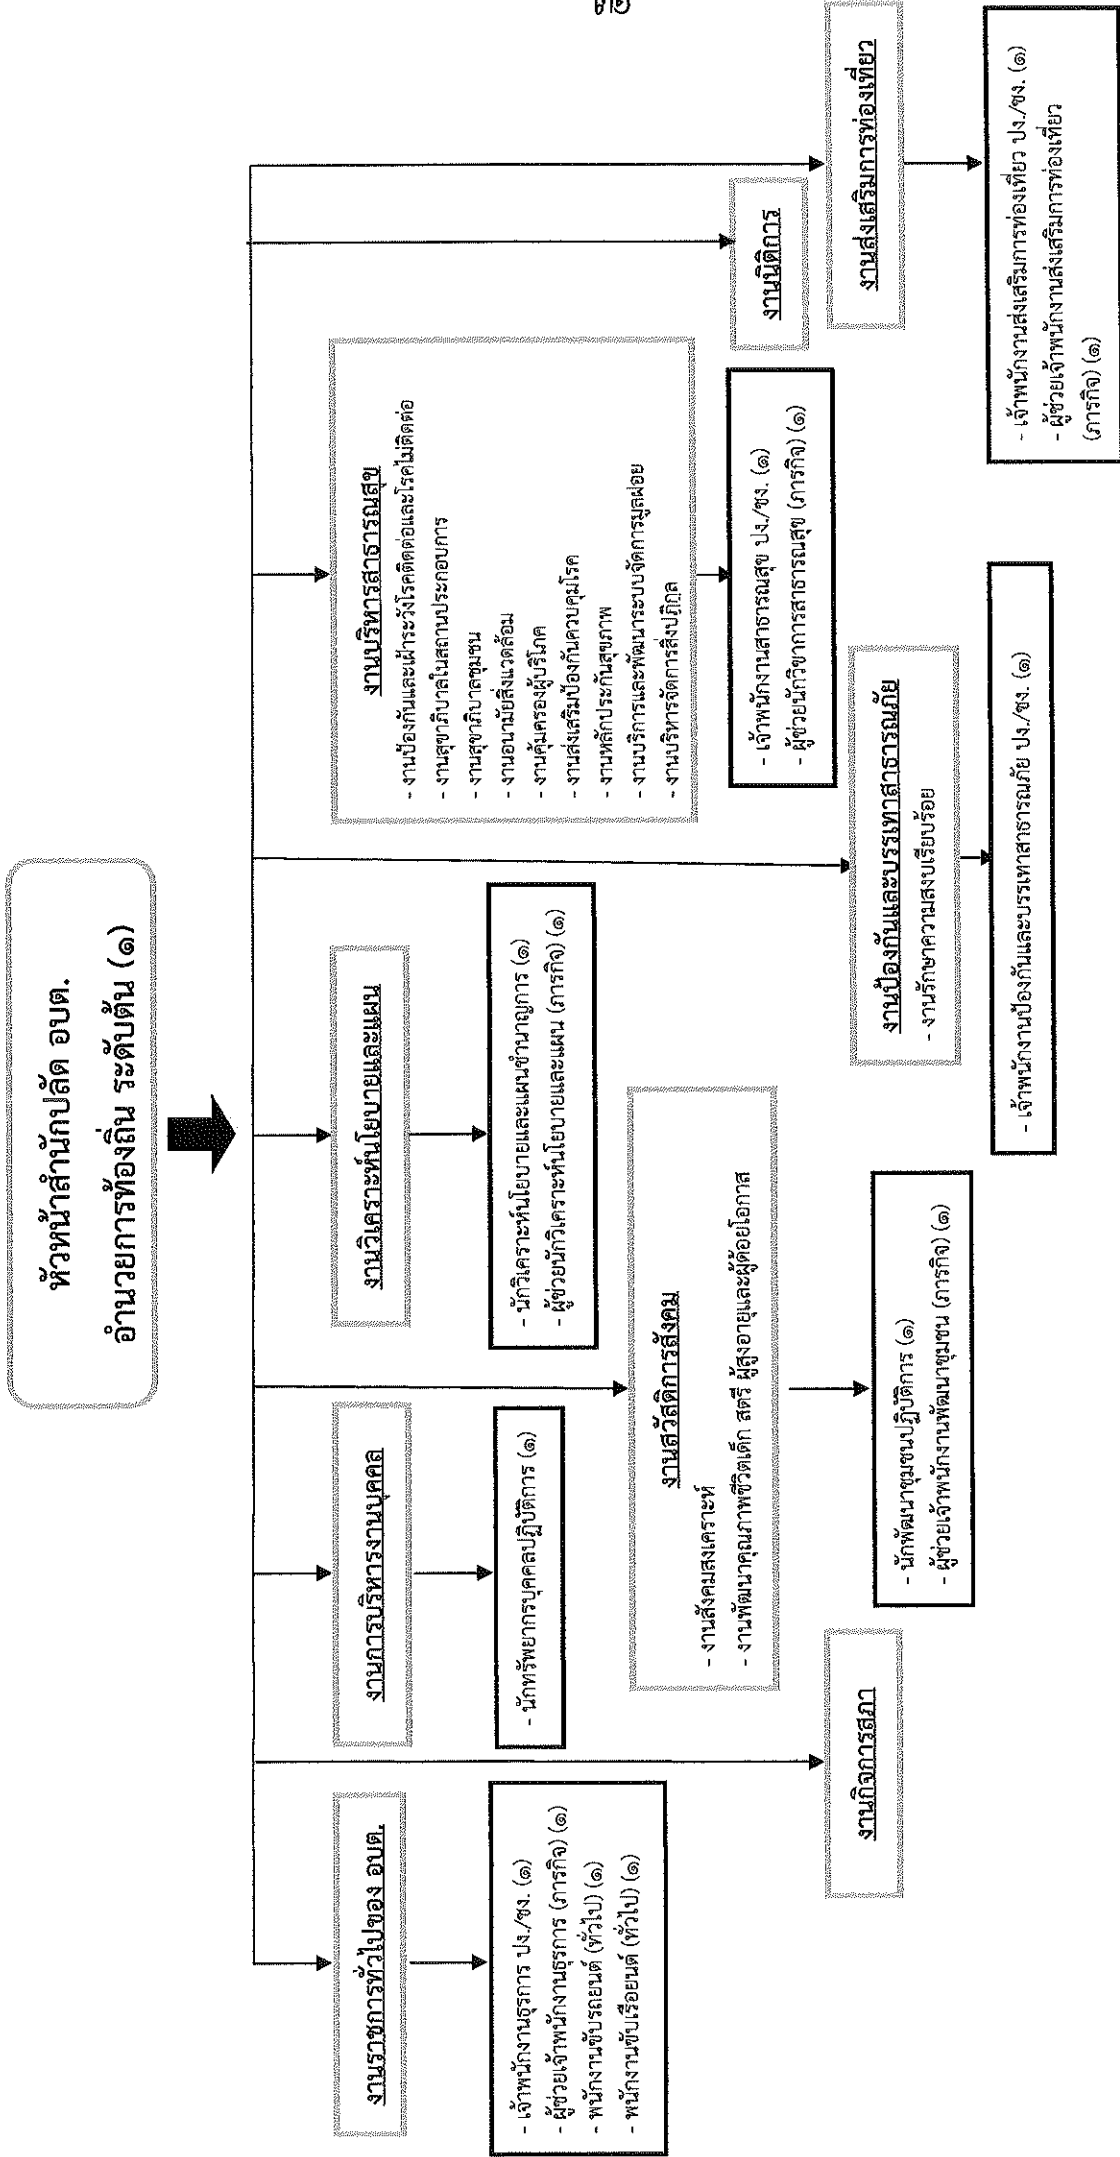 ๒๕
หัวหน้าสำนักปลัด อบต.
อำนวยการท้องถิ่น ระดับต้น (๑)
งานราชการทั่วไปของ อบต.
- เจ้าพนักงานธุรการ ปง./ชง. (๑)
- ผู้ช่วยเจ้าพนักงานธุรการ (ภารกิจ) (๑)
- พนักงานขับรถยนต์ (ทั่วไป) (๑)
- พนักงานขับเรือยนต์ (ทั่วไป) (๑)
งานกิจการสภา
งานการบริหารงานบุคคล
- นักทรัพยากรบุคคลปฏิบัติการ (๑)
งานสวัสดิการสังคม
- งานสังคมสงเคราะห์
- งานพัฒนาคุณภาพชีวิตเด็ก สตรี ผู้สูงอายุและผู้ด้อยโอกาส
- นักพัฒนาชุมชนปฏิบัติการ (๑)
- ผู้ช่วยเจ้าพนักงานพัฒนาชุมชน (ภารกิจ) (๑)
งานวิเคราะห์นโยบายและแผน
- นักวิเคราะห์นโยบายและแผนชำนาญการ (๑)
- ผู้ช่วยนักวิเคราะห์นโยบายและแผน (ภารกิจ) (๑)
งานป้องกันและบรรเทาสาธารณภัย
- งานรักษาความสงบเรียบร้อย
- เจ้าพนักงานป้องกันและบรรเทาสาธารณภัย ปง./ชง. (๑)
งานบริหารสาธารณสุข
- งานป้องกันและเฝ้าระวังโรคติดต่อและโรคไม่ติดต่อ
- งานสุขาภิบาลในสถานประกอบการ
- งานสุขาภิบาลชุมชน
- งานอนามัยสิ่งแวดล้อม
- งานคุ้มครองผู้บริโภค
- งานส่งเสริมป้องกันควบคุมโรค
- งานหลักประกันสุขภาพ
- งานบริการและพัฒนาระบบจัดการมูลฝอย
- งานบริหารจัดการสิ่งปฏิกูล
- เจ้าพนักงานสาธารณสุข ปง./ชง. (๑)
- ผู้ช่วยนักวิชาการสาธารณสุข (ภารกิจ) (๑)
งานนิติการ
งานส่งเสริมการท่องเที่ยว
- เจ้าพนักงานส่งเสริมการท่องเที่ยว ปง./ชง. (๑)
- ผู้ช่วยเจ้าพนักงานส่งเสริมการท่องเที่ยว
(ภารกิจ) (๑)